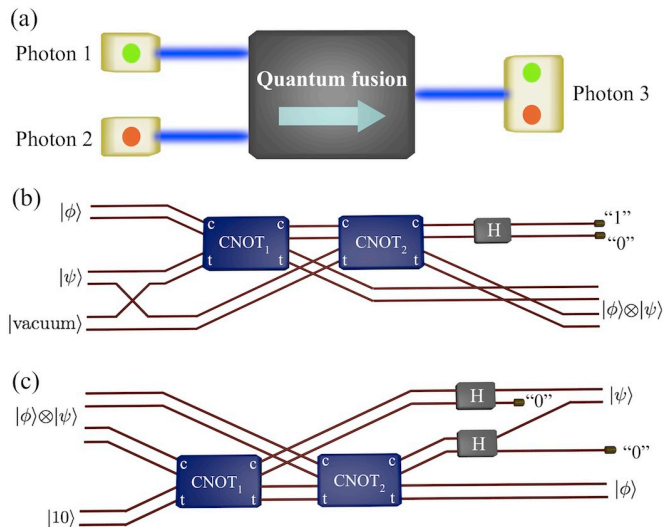 (a)
Photon 1
Photon 2
Quantum fusion
Photon 3
(b)
|ϕ⟩
|ψ⟩
|vacuum⟩
c c
CNOT₁
t t
c c
CNOT₂
t t
H
“1”
“0”
|ϕ⟩⊗|ψ⟩
(c)
|ϕ⟩⊗|ψ⟩
|10⟩
c c
CNOT₁
t t
c c
CNOT₂
t t
H
“0”
|ψ⟩
H
“0”
|ϕ⟩